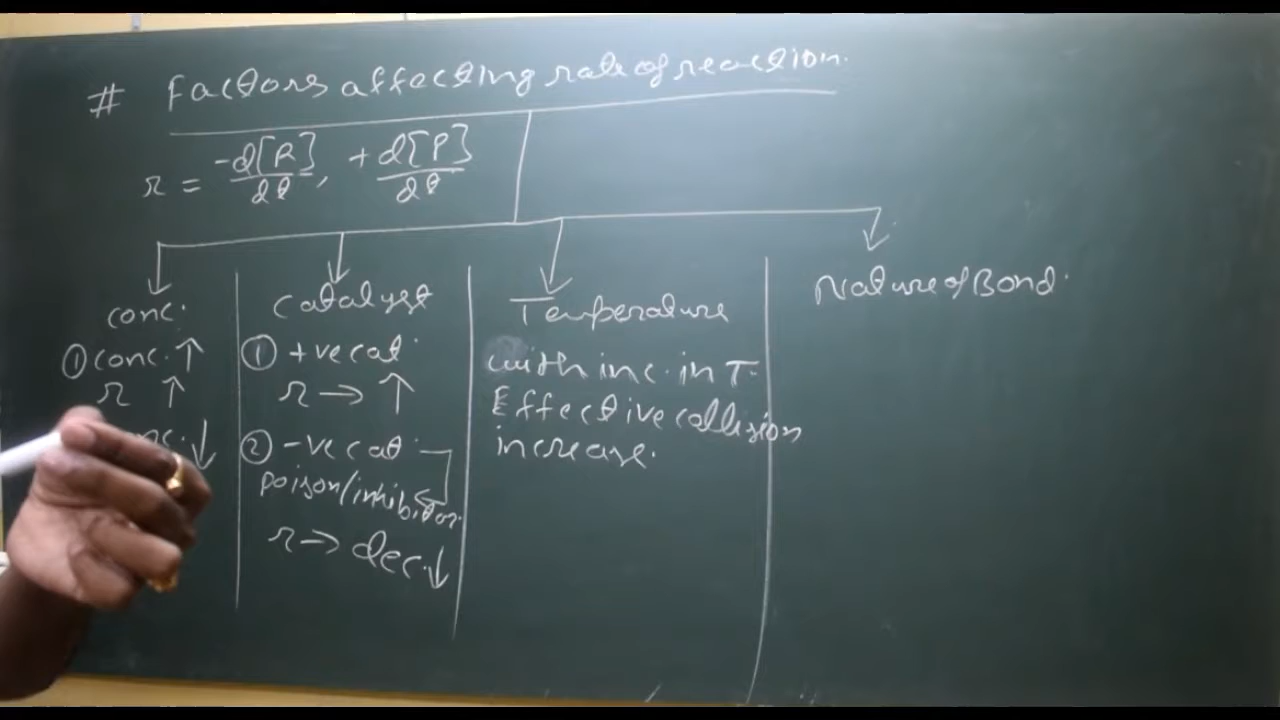 # Factors affecting rate of reaction.
r = -d[R]/dt, + d[P]/dt
conc.
① conc. ↑
r ↑
↓
Catalyst
① +ve cat.
r → ↑
② -ve cat.
poison/inhibitor.
r → dec. ↓
Temperature
with inc. in T-
Effective collision
increase.
Nature of Bond.